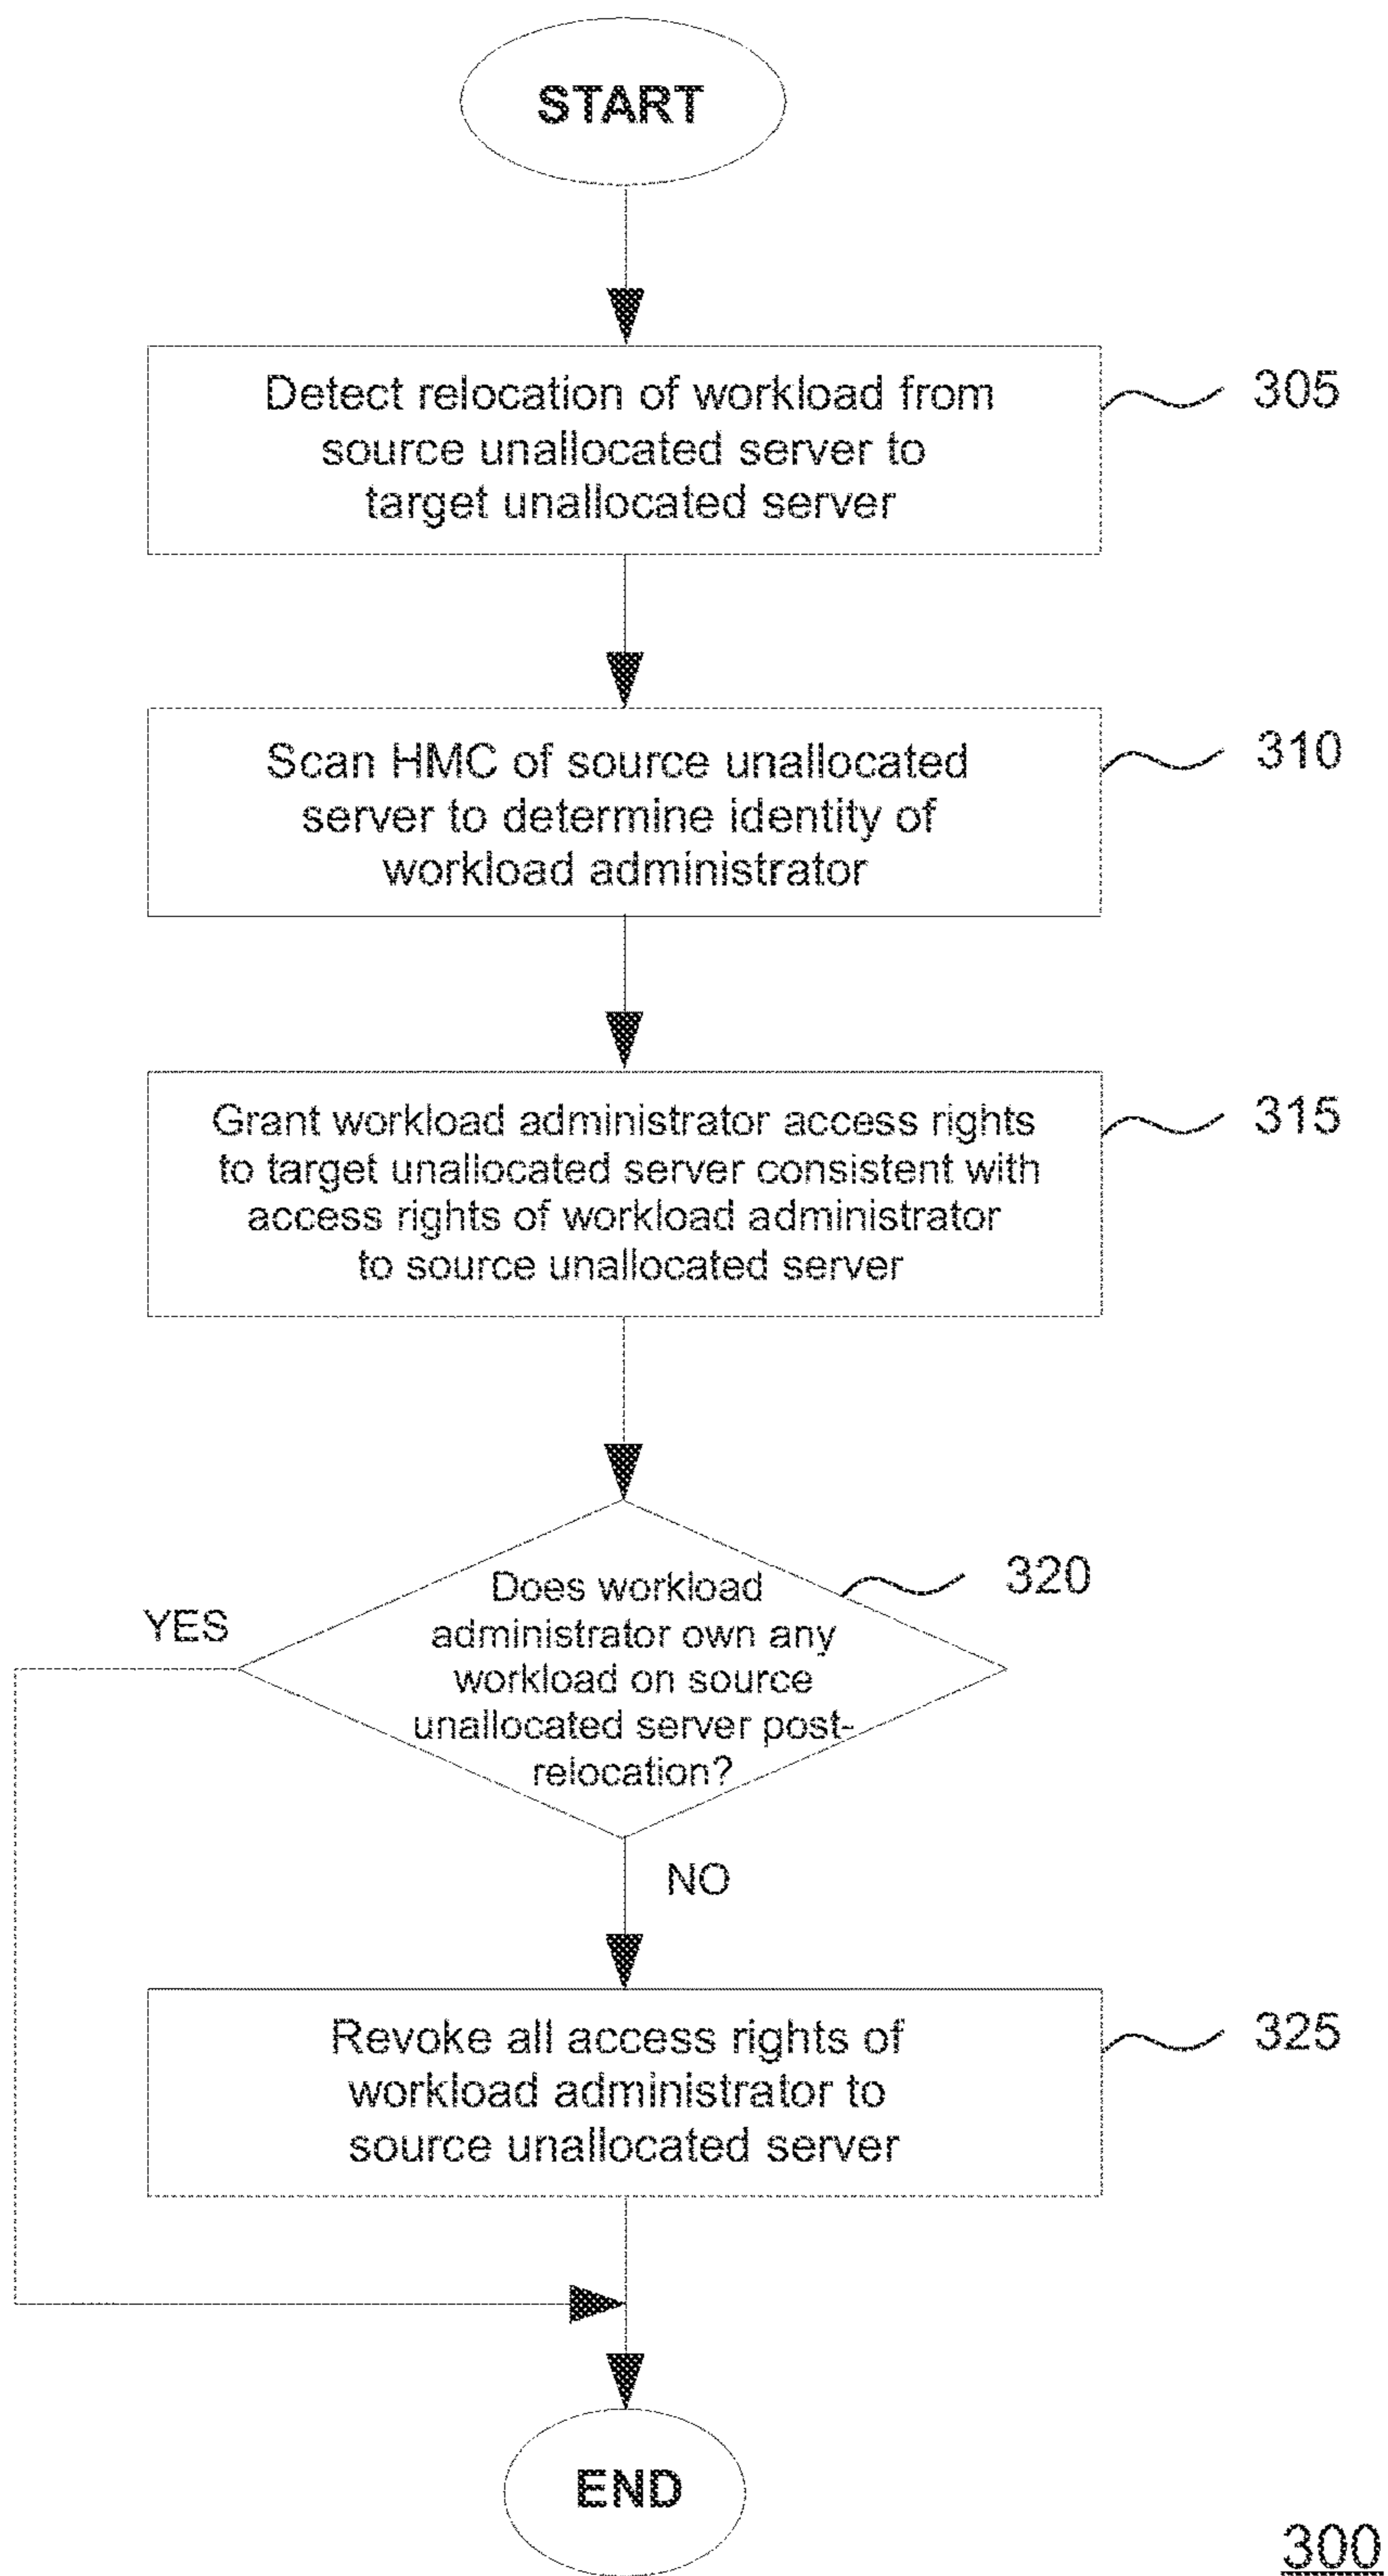 START
Detect relocation of workload from
source unallocated server to
target unallocated server
305
Scan HMC of source unallocated
server to determine identity of
workload administrator
310
Grant workload administrator access rights
to target unallocated server consistent with
access rights of workload administrator
to source unallocated server
315
Does workload
administrator own any
workload on source
unallocated server post-
relocation?
320
YES
NO
Revoke all access rights of
workload administrator to
source unallocated server
325
END
300